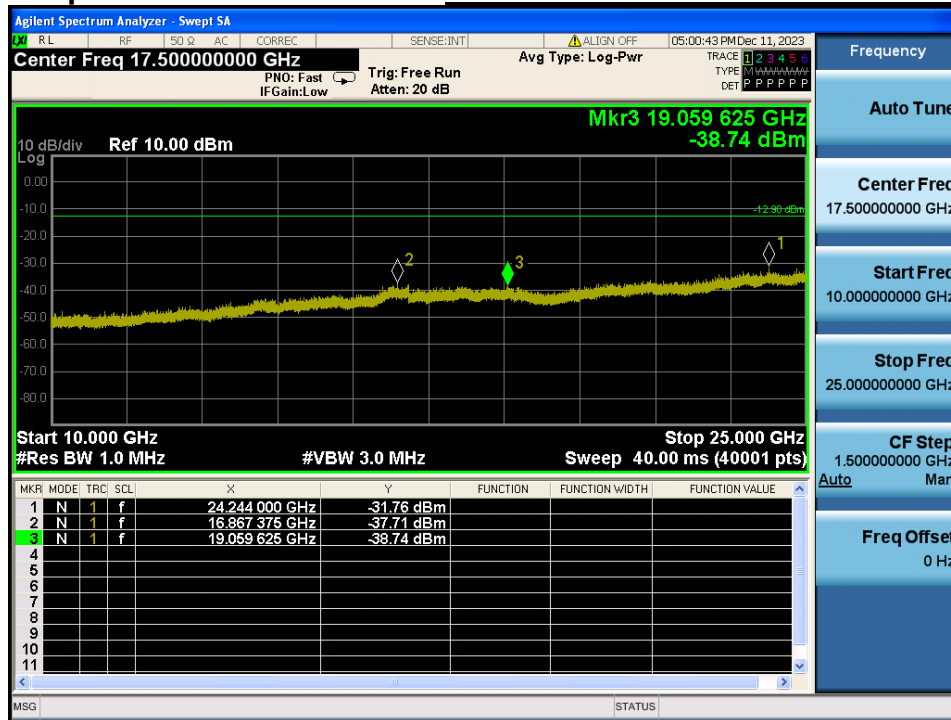 Agilent Spectrum Analyzer - Swept SA
LXI RL RF 50 Ω AC CORREC SENSE:INT ALIGN OFF 05:00:43 PM Dec 11, 2023
Center Freq 17.500000000 GHz
PNO: Fast
IFGain:Low
Trig: Free Run
Atten: 20 dB
Avg Type: Log-Pwr
TRACE 1 2 3 4 5 6
TYPE M
DET P P P P P P
Mkr3 19.059 625 GHz
-38.74 dBm
10 dB/div Ref 10.00 dBm
Log
0.00
-10.0
-12.90 dBm
-20.0
1
-30.0
2
3
-40.0
-50.0
-60.0
-70.0
-80.0
Start 10.000 GHz Stop 25.000 GHz
#Res BW 1.0 MHz #VBW 3.0 MHz Sweep 40.00 ms (40001 pts)
MKR MODE TRC SCL X Y FUNCTION FUNCTION WIDTH FUNCTION VALUE
1 N 1 f 24.244 000 GHz -31.76 dBm
2 N 1 f 16.867 375 GHz -37.71 dBm
3 N 1 f 19.059 625 GHz -38.74 dBm
4
5
6
7
8
9
10
11
MSG STATUS
Frequency
Auto Tune
Center Freq
17.500000000 GHz
Start Freq
10.000000000 GHz
Stop Freq
25.000000000 GHz
CF Step
1.500000000 GHz
Auto Man
Freq Offset
0 Hz